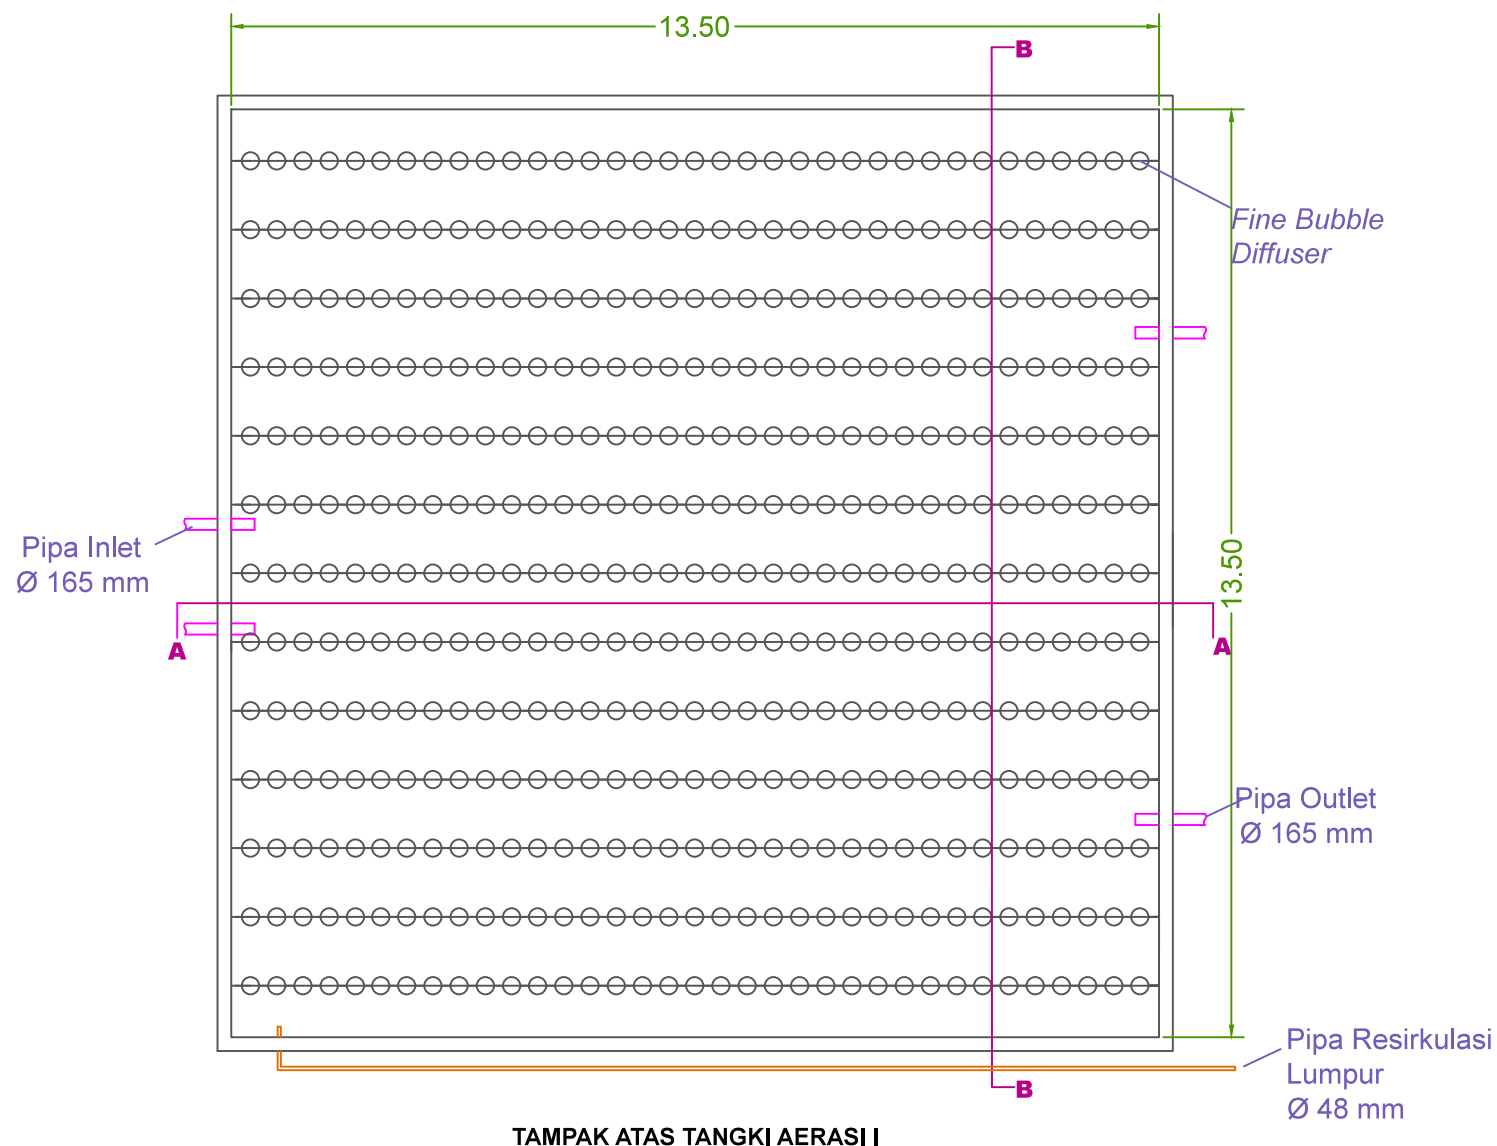 13.50
B
Fine Bubble
Diffuser
Pipa Inlet
Ø 165 mm
13.50
A
A
Pipa Outlet
Ø 165 mm
Pipa Resirkulasi
Lumpur
Ø 48 mm
B
TAMPAK ATAS TANGKI AERASI I